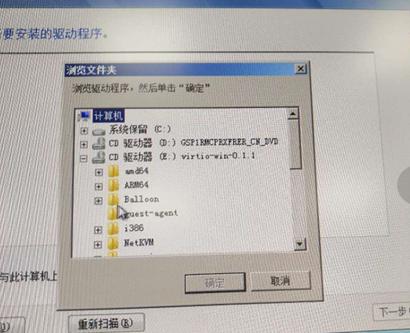 要安装的驱动程序。
浏览文件夹
浏览驱动程序，然后单击“确定”
计算机
系统保留 (C:)
CD 驱动器 (D:) GSP1RMCPRXFRER_CN_DVD
CD 驱动器 (E:) virtio-win-0.1.1
amd64
ARM64
Balloon
guest-agent
i386
NetKVM
与此计算机上
确定
取消
重新扫描(R)
下一步